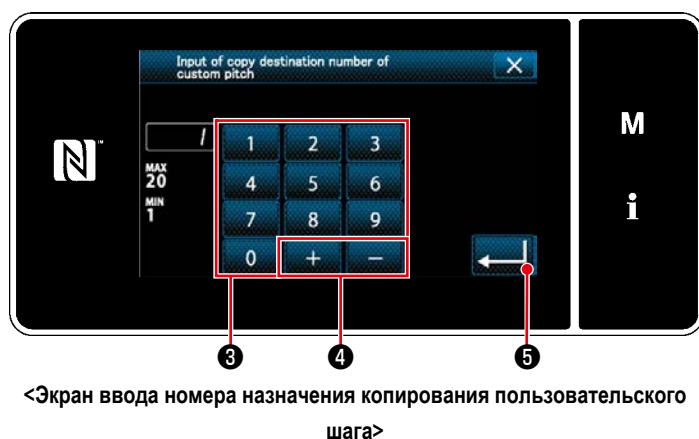 Input of copy destination number of
custom pitch
1
1 2 3
MAX
20
4 5 6
MIN
1
7 8 9
0 + −
M
i
❸ ❹ ❺
<Экран ввода номера назначения копирования пользовательского
шага>